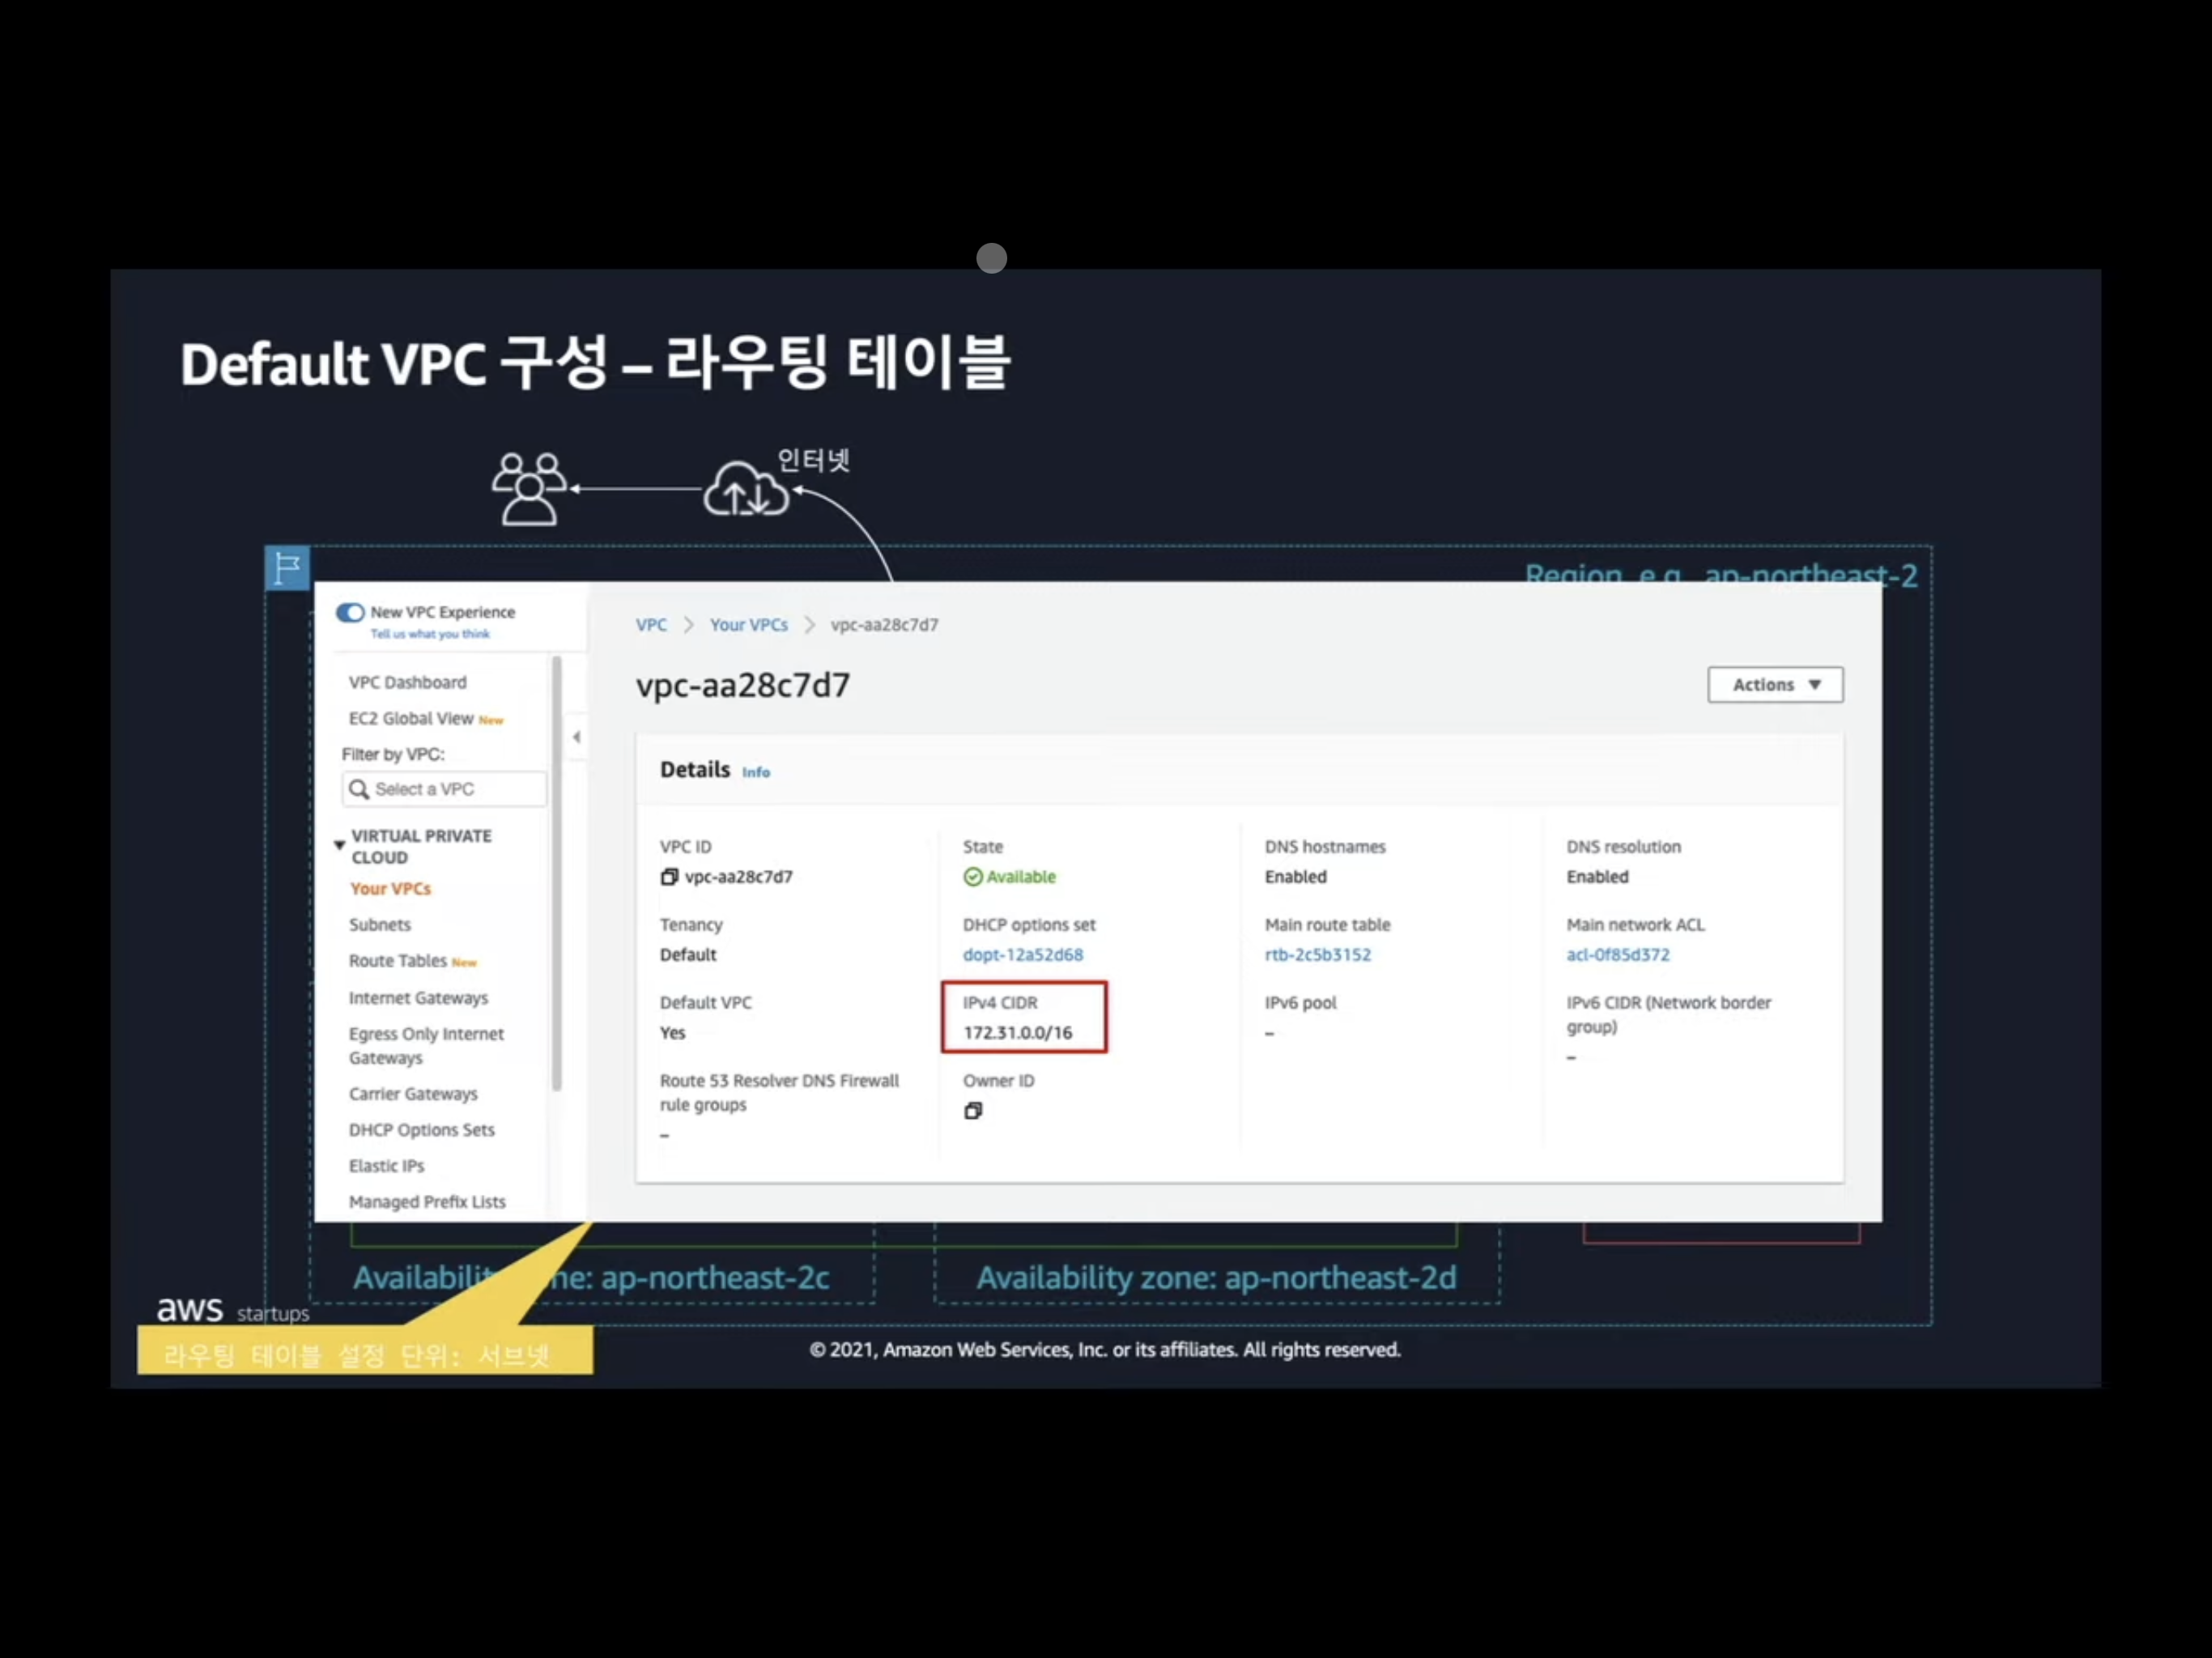 Default VPC 구성 – 라우팅 테이블
인터넷
Region, e.g., ap-northeast-2
New VPC Experience
Tell us what you think
VPC Dashboard
EC2 Global View New
Filter by VPC:
Select a VPC
VIRTUAL PRIVATE
CLOUD
Your VPCs
Subnets
Route Tables New
Internet Gateways
Egress Only Internet
Gateways
Carrier Gateways
DHCP Options Sets
Elastic IPs
Managed Prefix Lists
VPC > Your VPCs > vpc-aa28c7d7
vpc-aa28c7d7
Actions
Details Info
VPC ID
vpc-aa28c7d7
State
Available
DNS hostnames
Enabled
DNS resolution
Enabled
Tenancy
Default
DHCP options set
dopt-12a52d68
Main route table
rtb-2c5b3152
Main network ACL
acl-0f85d372
Default VPC
Yes
IPv4 CIDR
172.31.0.0/16
IPv6 pool
–
IPv6 CIDR (Network border
group)
–
Route 53 Resolver DNS Firewall
rule groups
–
Owner ID
ne: ap-northeast-2c
Availability zone: ap-northeast-2d
aws startups
라우팅 테이블 설정 단위: 서브넷
© 2021, Amazon Web Services, Inc. or its affiliates. All rights reserved.